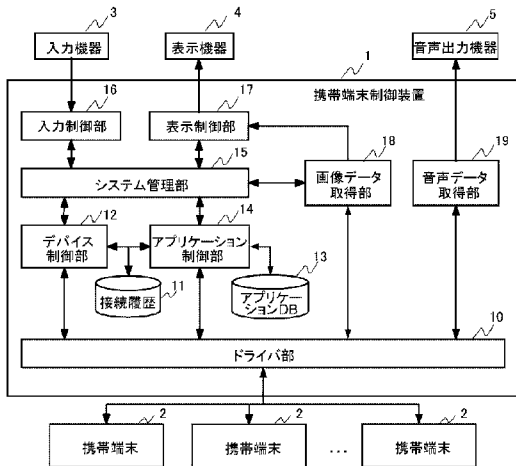 3
4
5
入力機器
表示機器
音声出力機器
1
携帯端末制御装置
16
17
入力制御部
表示制御部
18
19
15
システム管理部
画像データ
取得部
音声データ
取得部
12
14
デバイス
制御部
アプリケーション
制御部
13
接続履歴
11
アプリケー
ションDB
10
ドライバ部
2
2
2
携帯端末
携帯端末
...
携帯端末